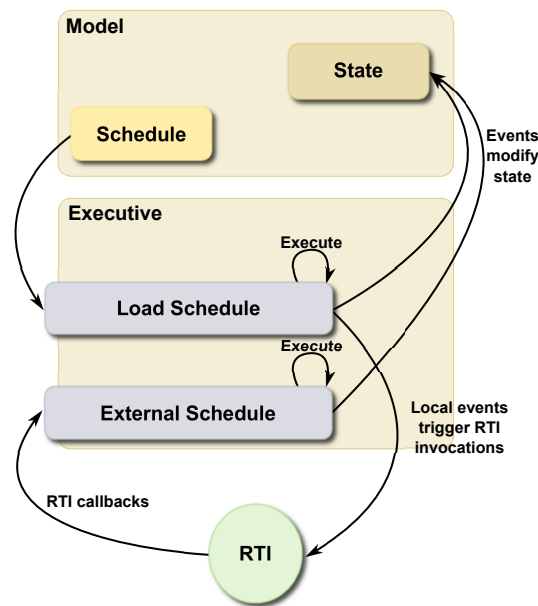 Model
State
Schedule
Events
modify
state
Executive
Execute
Load Schedule
Execute
External Schedule
Local events
trigger RTI
invocations
RTI callbacks
RTI